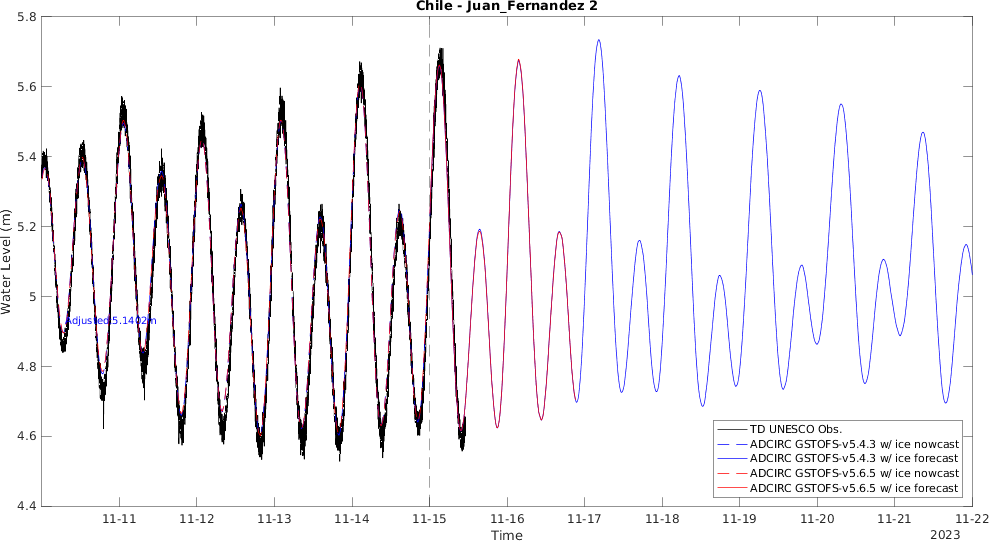 Chile - Juan_Fernandez 2
5.8
5.6
5.4
5.2
5
4.8
4.6
4.4
Water Level (m)
Adjusted 5.1402m
TD UNESCO Obs.
ADCIRC GSTOFS-v5.4.3 w/ ice nowcast
ADCIRC GSTOFS-v5.4.3 w/ ice forecast
ADCIRC GSTOFS-v5.6.5 w/ ice nowcast
ADCIRC GSTOFS-v5.6.5 w/ ice forecast
11-11 11-12 11-13 11-14 11-15 11-16 11-17 11-18 11-19 11-20 11-21 11-22
Time
2023